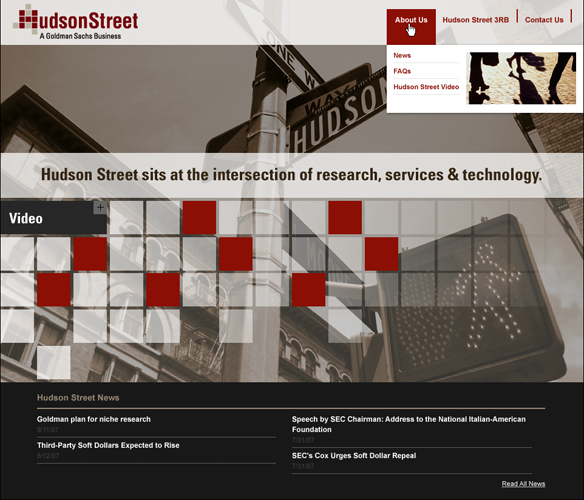 HudsonStreet
A Goldman Sachs Business
About Us
Hudson Street 3RB
Contact Us
News
FAQs
Hudson Street Video
ONE WAY
WAY
HUDSON
Hudson Street sits at the intersection of research, services & technology.
Video
+
Hudson Street News
Goldman plan for niche research
Third-Party Soft Dollars Expected to Rise
8/12/07
Speech by SEC Chairman: Address to the National Italian-American
Foundation
7/31/07
SEC's Cox Urges Soft Dollar Repeal
7/31/07
Read All News